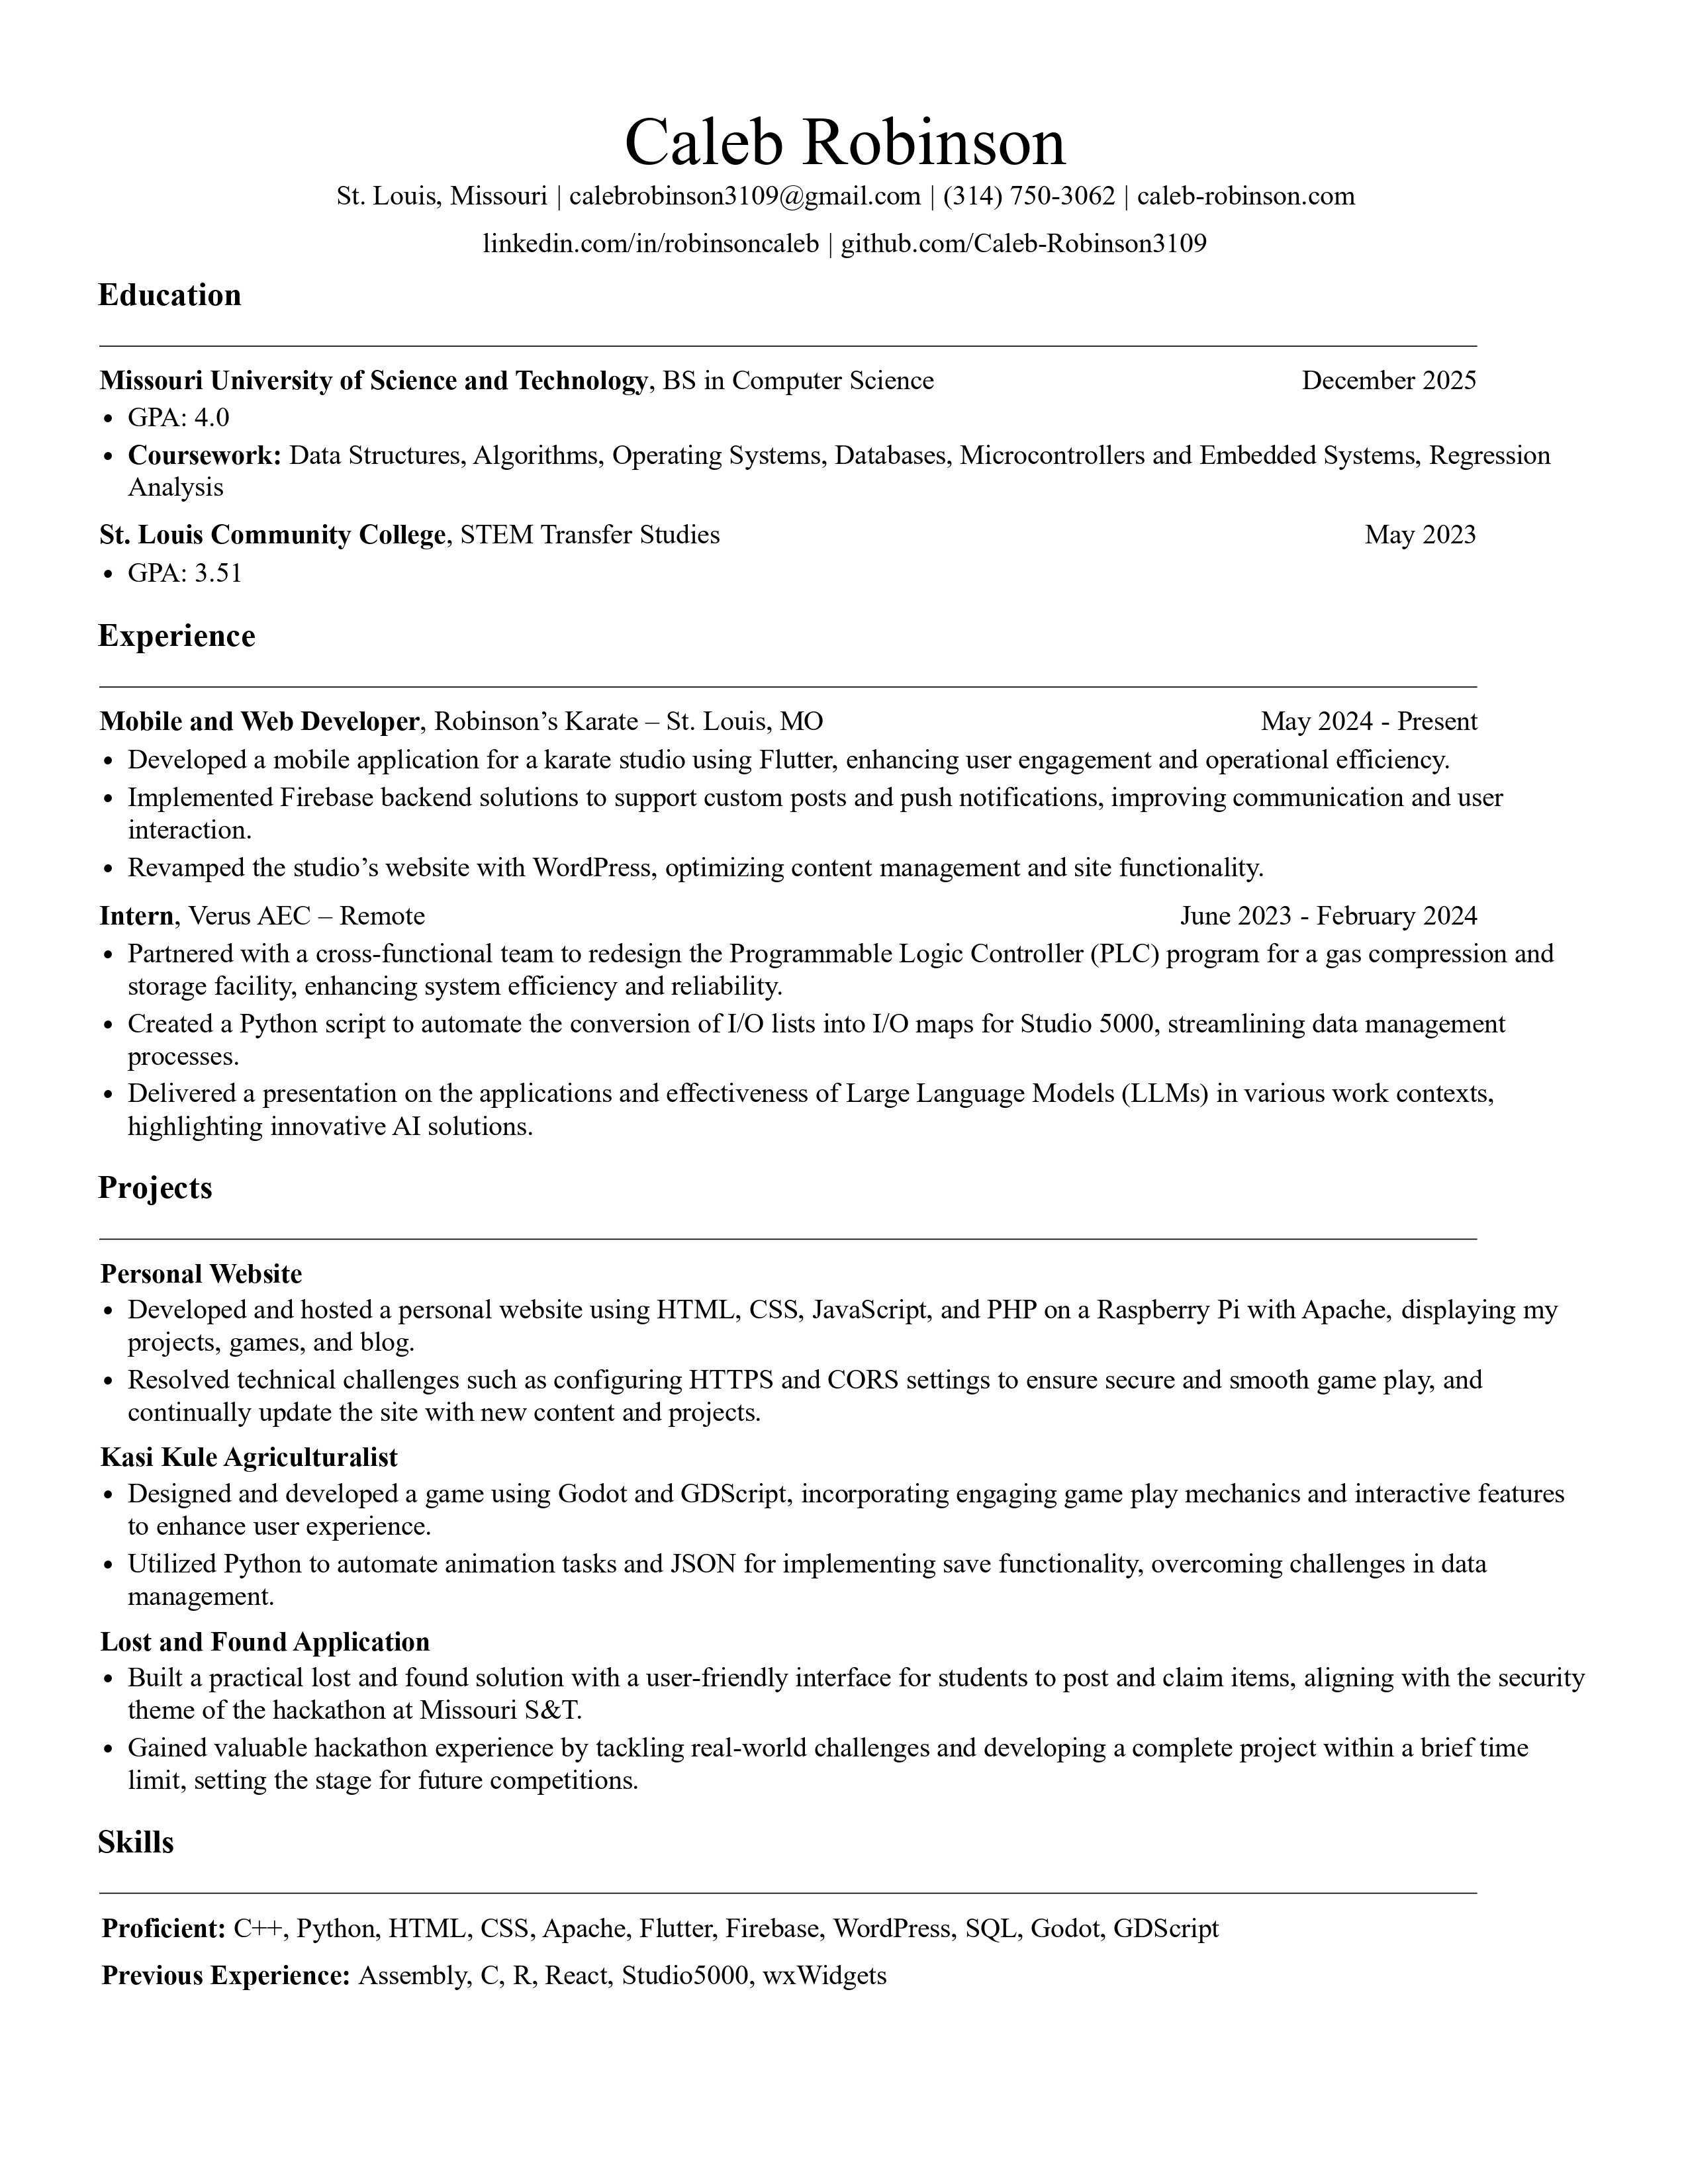 Caleb Robinson
St. Louis, Missouri | calebrobinson3109@gmail.com | (314) 750-3062 | caleb-robinson.com
linkedin.com/in/robinsoncaleb | github.com/Caleb-Robinson3109
Education
Missouri University of Science and Technology, BS in Computer Science December 2025
• GPA: 4.0
• Coursework: Data Structures, Algorithms, Operating Systems, Databases, Microcontrollers and Embedded Systems, Regression
Analysis
St. Louis Community College, STEM Transfer Studies May 2023
• GPA: 3.51
Experience
Mobile and Web Developer, Robinson’s Karate – St. Louis, MO May 2024 - Present
• Developed a mobile application for a karate studio using Flutter, enhancing user engagement and operational efficiency.
• Implemented Firebase backend solutions to support custom posts and push notifications, improving communication and user
interaction.
• Revamped the studio’s website with WordPress, optimizing content management and site functionality.
Intern, Verus AEC – Remote June 2023 - February 2024
• Partnered with a cross-functional team to redesign the Programmable Logic Controller (PLC) program for a gas compression and
storage facility, enhancing system efficiency and reliability.
• Created a Python script to automate the conversion of I/O lists into I/O maps for Studio 5000, streamlining data management
processes.
• Delivered a presentation on the applications and effectiveness of Large Language Models (LLMs) in various work contexts,
highlighting innovative AI solutions.
Projects
Personal Website
• Developed and hosted a personal website using HTML, CSS, JavaScript, and PHP on a Raspberry Pi with Apache, displaying my
projects, games, and blog.
• Resolved technical challenges such as configuring HTTPS and CORS settings to ensure secure and smooth game play, and
continually update the site with new content and projects.
Kasi Kule Agriculturalist
• Designed and developed a game using Godot and GDScript, incorporating engaging game play mechanics and interactive features
to enhance user experience.
• Utilized Python to automate animation tasks and JSON for implementing save functionality, overcoming challenges in data
management.
Lost and Found Application
• Built a practical lost and found solution with a user-friendly interface for students to post and claim items, aligning with the security
theme of the hackathon at Missouri S&T.
• Gained valuable hackathon experience by tackling real-world challenges and developing a complete project within a brief time
limit, setting the stage for future competitions.
Skills
Proficient: C++, Python, HTML, CSS, Apache, Flutter, Firebase, WordPress, SQL, Godot, GDScript
Previous Experience: Assembly, C, R, React, Studio5000, wxWidgets